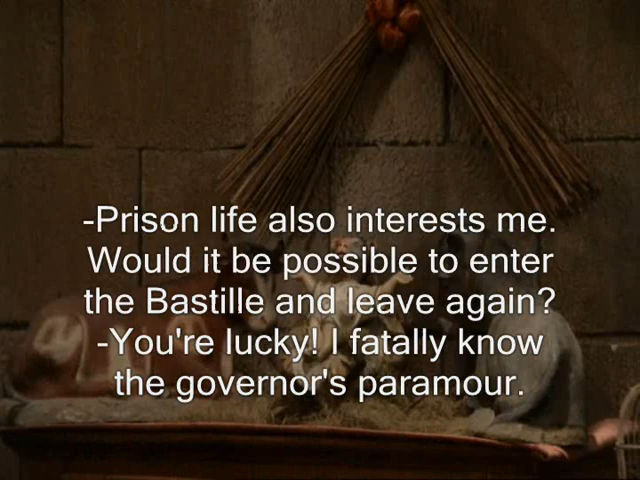 -Prison life also interests me.
Would it be possible to enter
the Bastille and leave again?
-You're lucky! I fatally know
the governor's paramour.